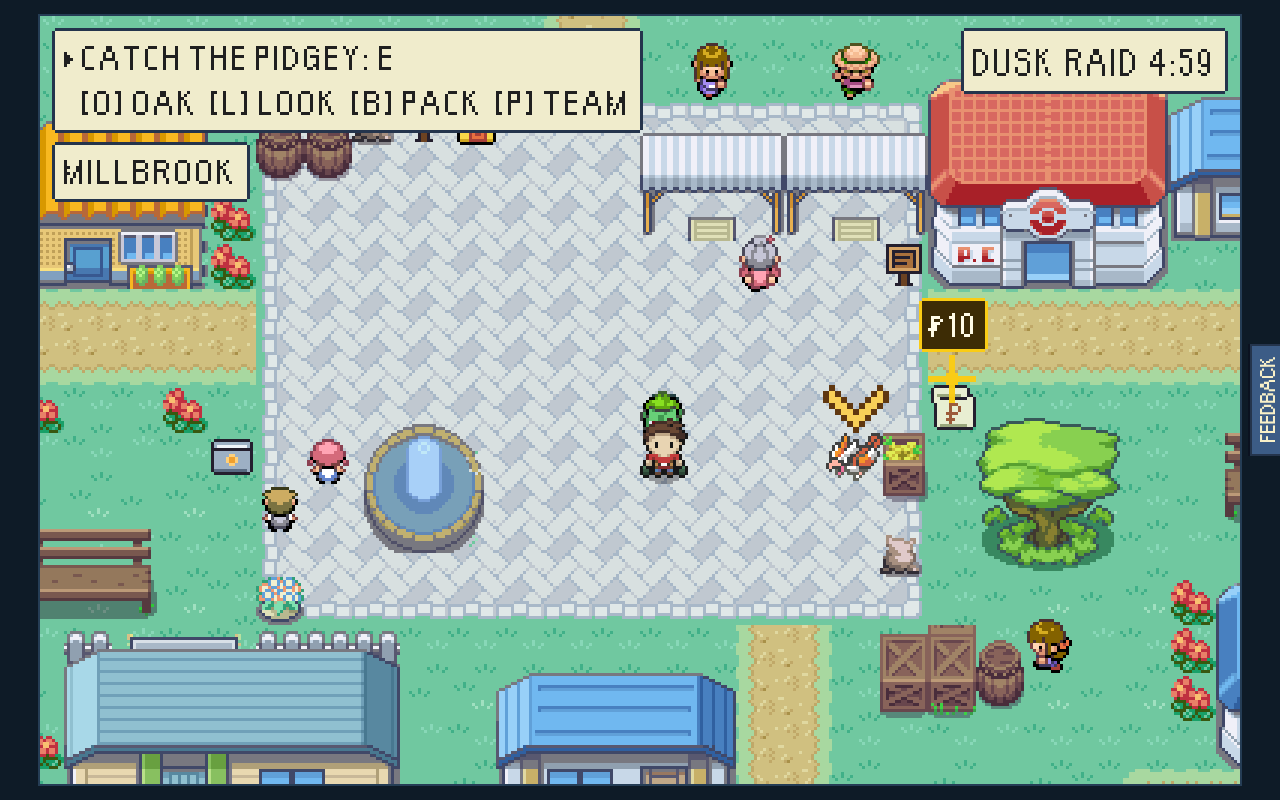 ▸CATCH THE PIDGEY: E
[O] OAK [L] LOOK [B] PACK [P] TEAM
DUSK RAID 4:59
MILLBROOK
P.C
₽10
₽
FEEDBACK